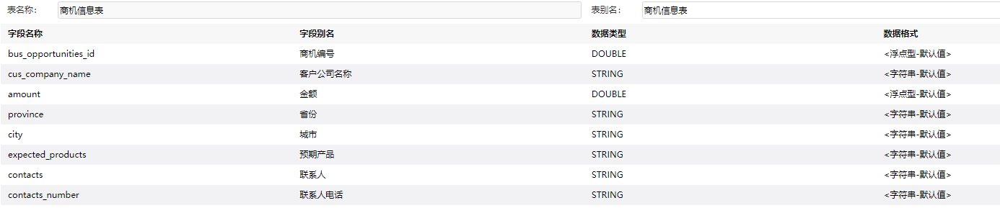 表名称： 商机信息表 表别名： 商机信息表
字段名称 字段别名 数据类型 数据格式
bus_opportunities_id 商机编号 DOUBLE <浮点型-默认值>
cus_company_name 客户公司名称 STRING <字符串-默认值>
amount 金额 DOUBLE <浮点型-默认值>
province 省份 STRING <字符串-默认值>
city 城市 STRING <字符串-默认值>
expected_products 预期产品 STRING <字符串-默认值>
contacts 联系人 STRING <字符串-默认值>
contacts_number 联系人电话 STRING <字符串-默认值>